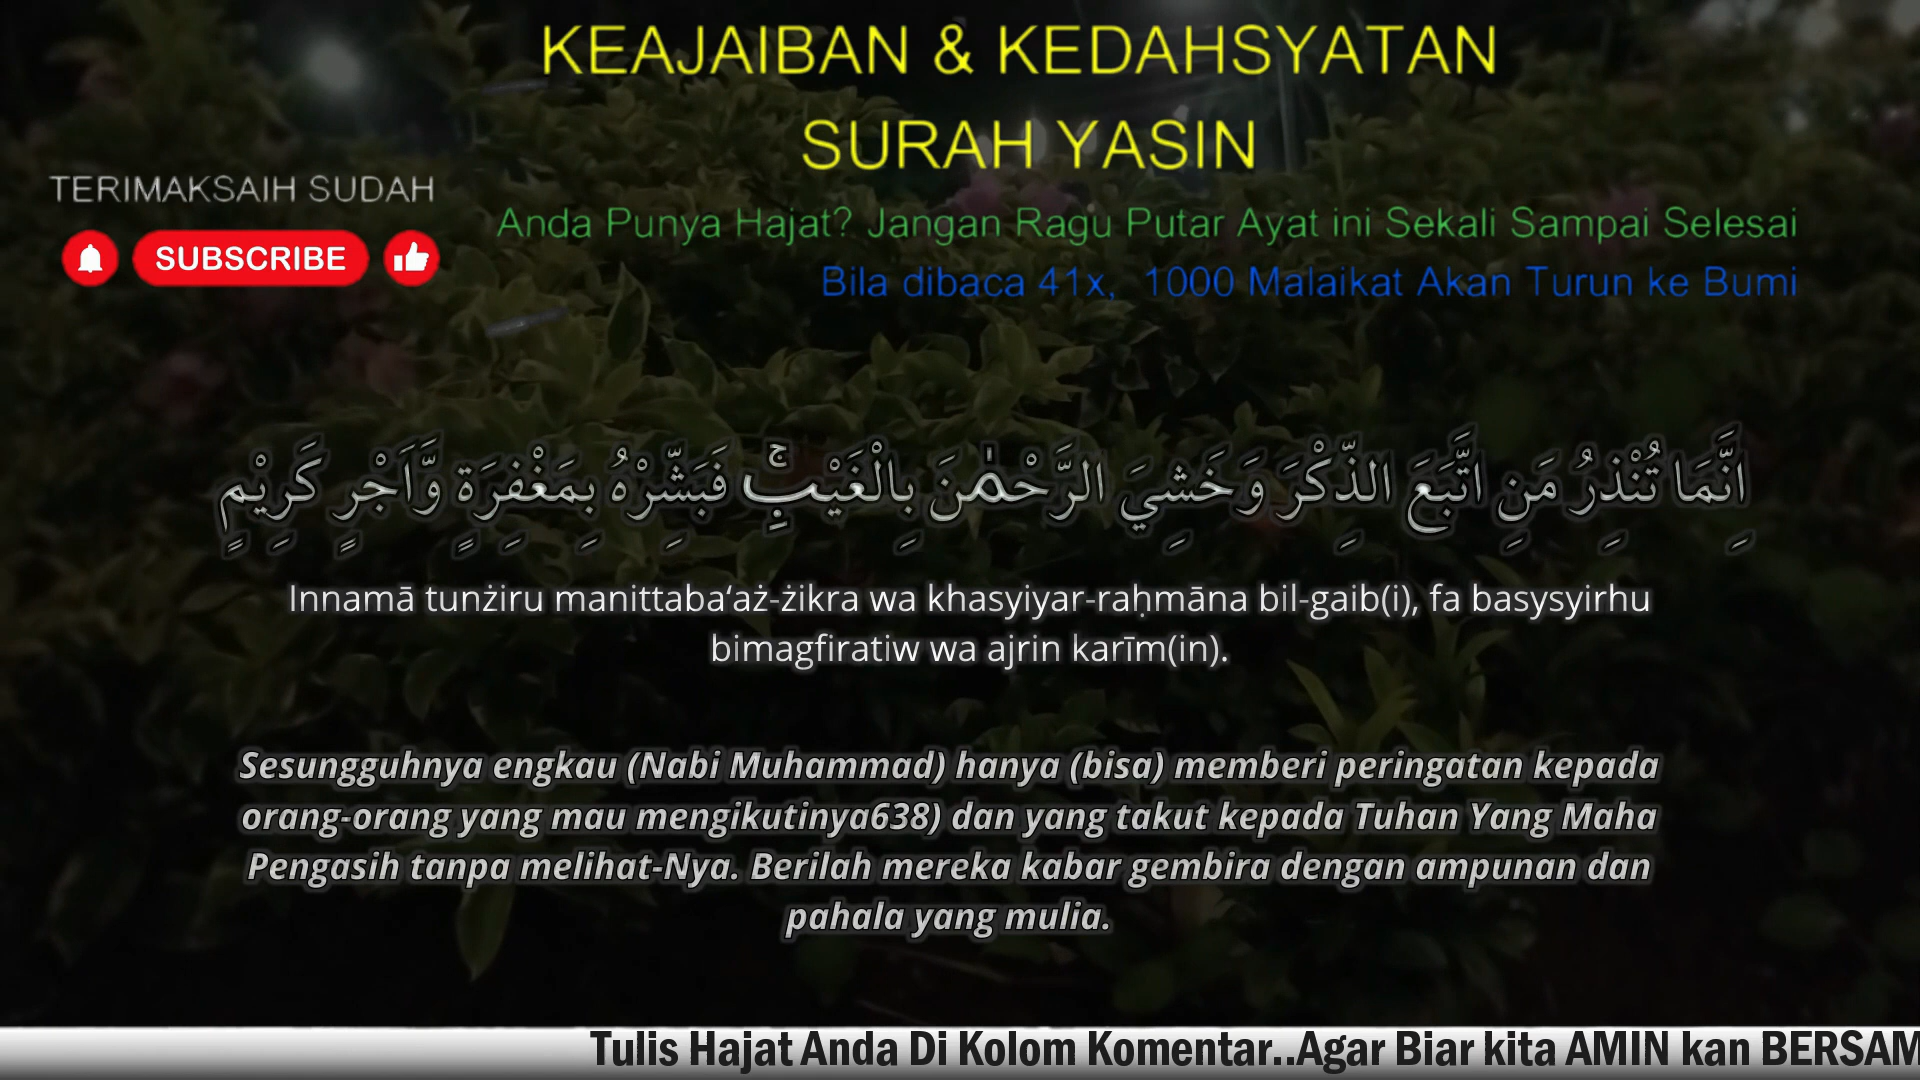 KEAJAIBAN & KEDAHSYATAN
SURAH YASIN
TERIMAKSAIH SUDAH
SUBSCRIBE
Anda Punya Hajat? Jangan Ragu Putar Ayat ini Sekali Sampai Selesai
Bila dibaca 41x, 1000 Malaikat Akan Turun ke Bumi
اِنَّمَا تُنْذِرُ مَنِ اتَّبَعَ الذِّكْرَ وَخَشِيَ الرَّحْمٰنَ بِالْغَيْبِۚ فَبَشِّرْهُ بِمَغْفِرَةٍ وَّاَجْرٍ كَرِيْمٍ
Innamā tunżiru manittaba‘aż-żikra wa khasyiyar-raḥmāna bil-gaib(i), fa basysyirhu
bimagfiratiw wa ajrin karīm(in).
Sesungguhnya engkau (Nabi Muhammad) hanya (bisa) memberi peringatan kepada
orang-orang yang mau mengikutinya638) dan yang takut kepada Tuhan Yang Maha
Pengasih tanpa melihat-Nya. Berilah mereka kabar gembira dengan ampunan dan
pahala yang mulia.
Tulis Hajat Anda Di Kolom Komentar..Agar Biar kita AMIN kan BERSAM